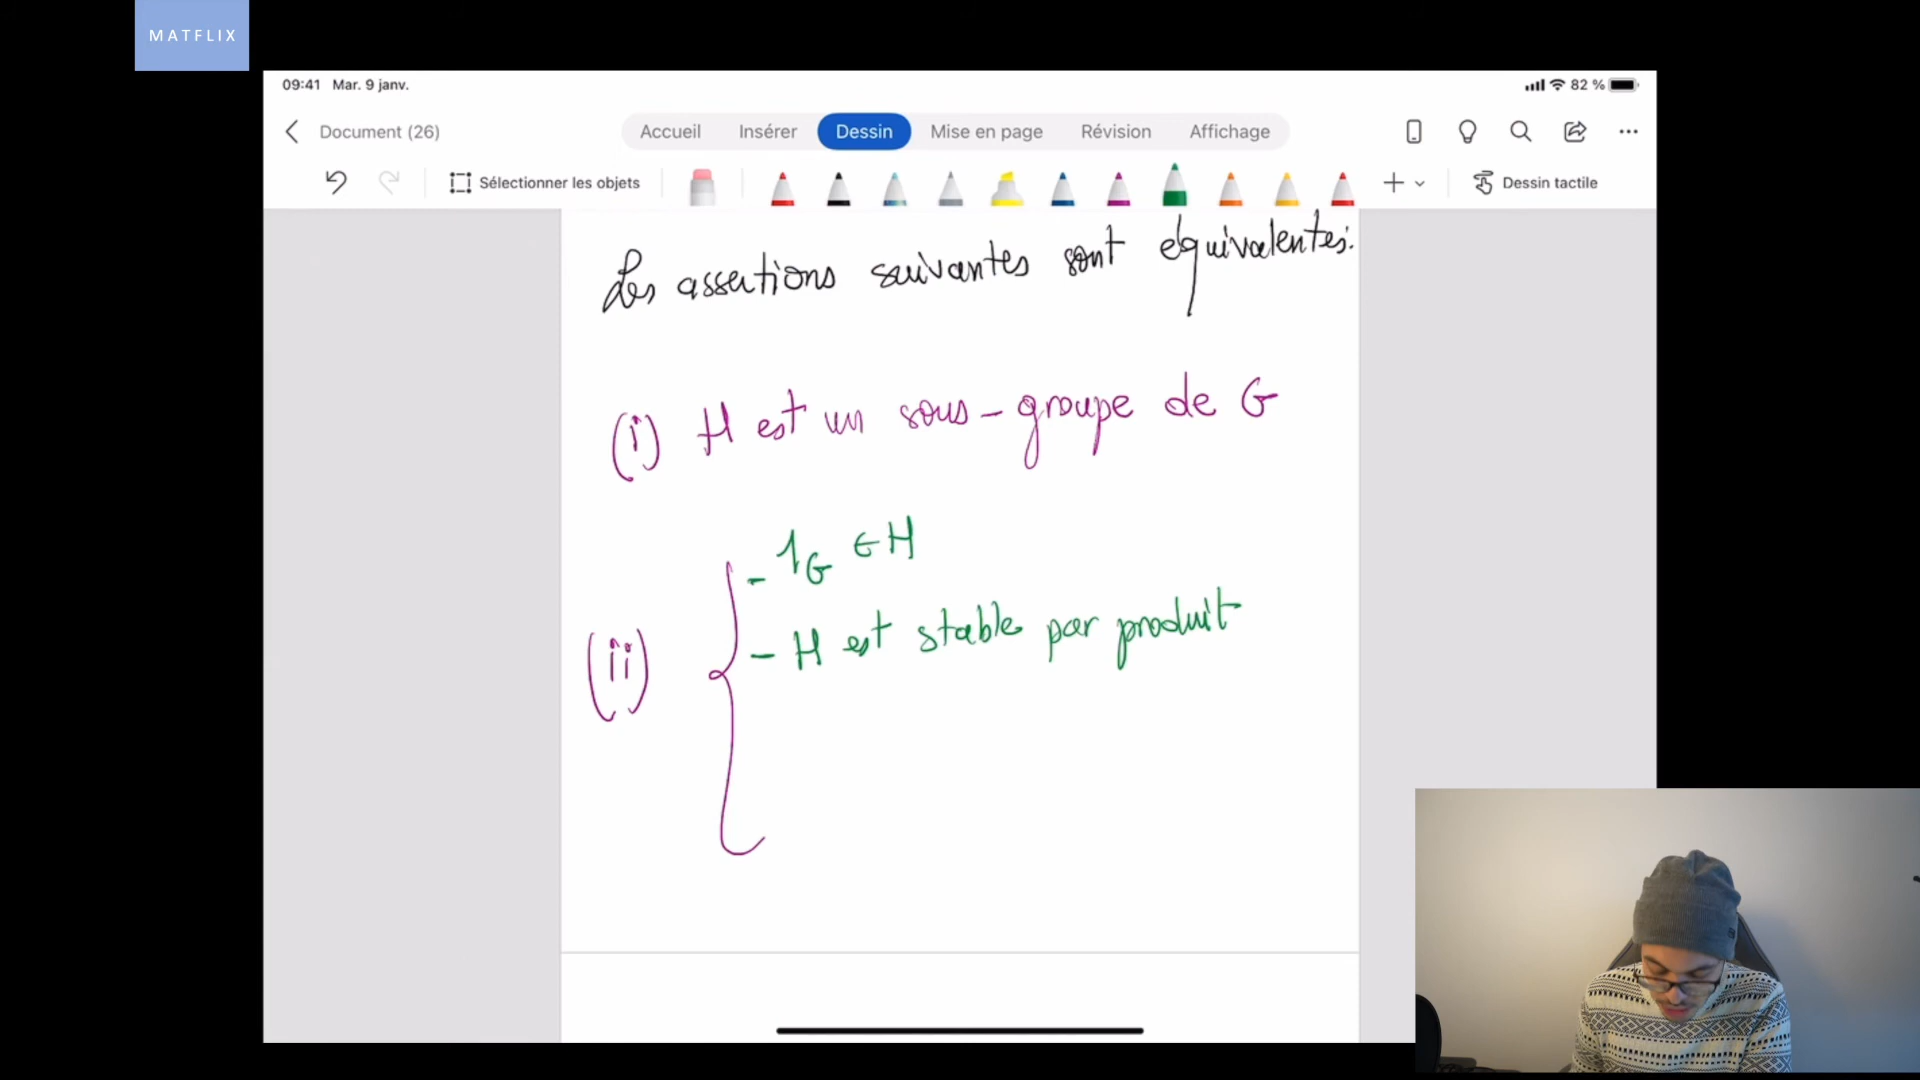 MATFLIX
09:41 Mar. 9 janv.
82 %
Document (26)
Accueil Insérer Dessin Mise en page Révision Affichage
Sélectionner les objets
Dessin tactile
Les assertions suivantes sont équivalentes:
(i) H est un sous-groupe de G
(ii)
- 1G ∈ H
- H est stable par produit